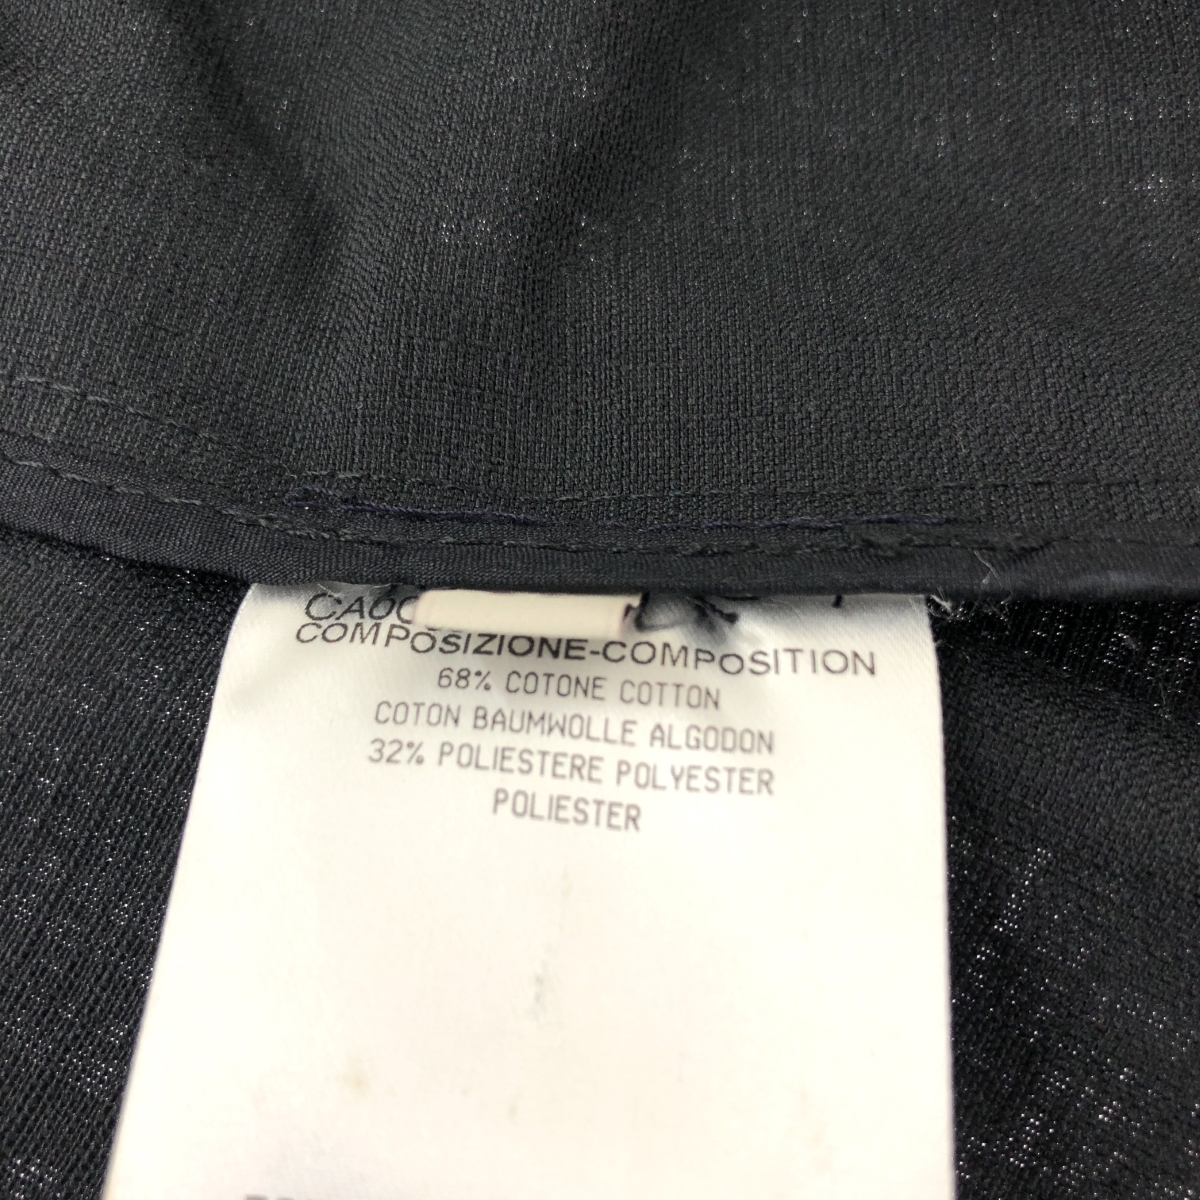 COMPOSIZIONE-COMPOSITION
68% COTONE COTTON
COTON BAUMWOLLE ALGODON
32% POLIESTERE POLYESTER
POLIESTER